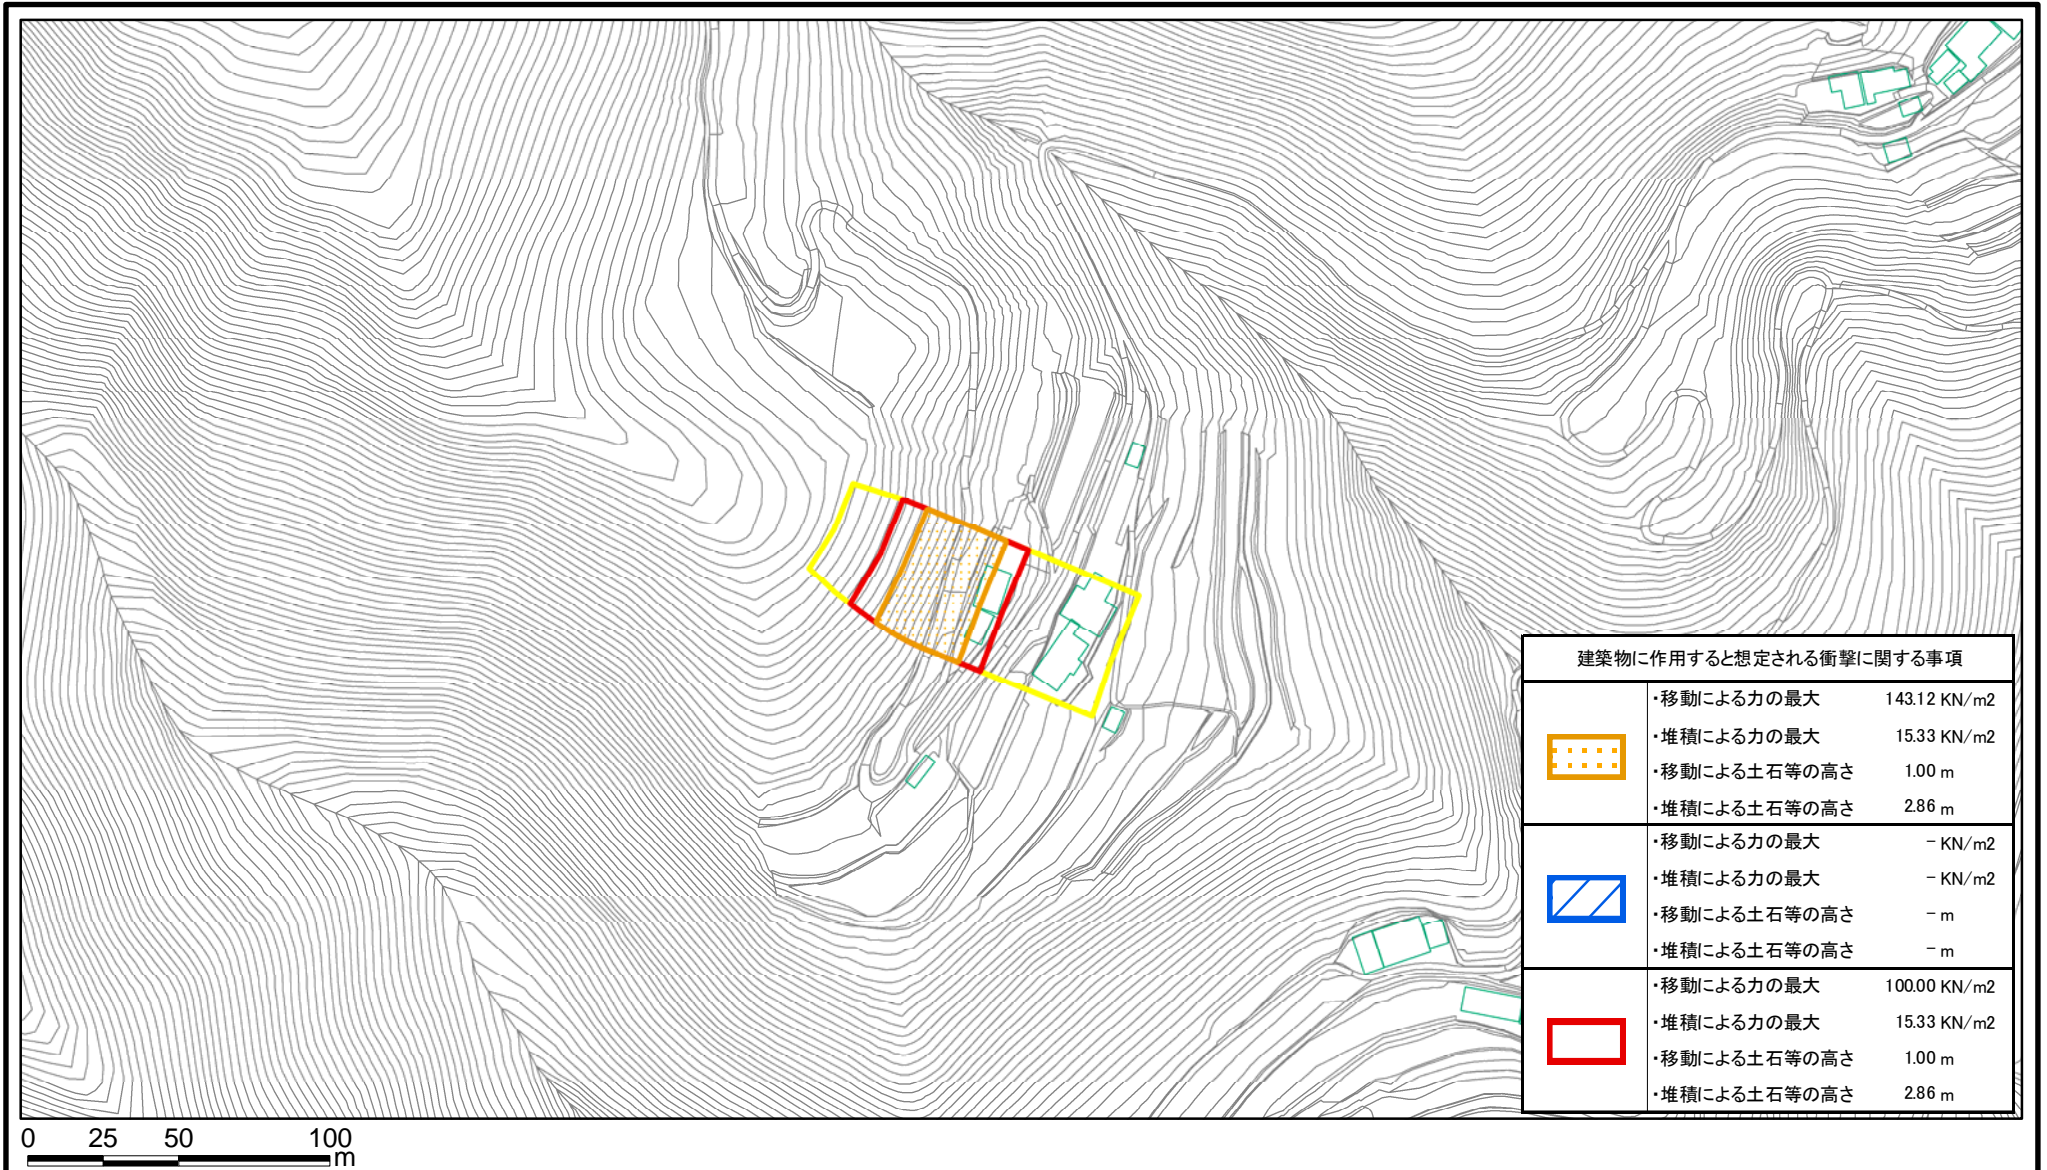 建築物に作用すると想定される衝撃に関する事項
・移動による力の最大 143.12 KN/m2
・堆積による力の最大 15.33 KN/m2
・移動による土石等の高さ 1.00 m
・堆積による土石等の高さ 2.86 m
・移動による力の最大 － KN/m2
・堆積による力の最大 － KN/m2
・移動による土石等の高さ － m
・堆積による土石等の高さ － m
・移動による力の最大 100.00 KN/m2
・堆積による力の最大 15.33 KN/m2
・移動による土石等の高さ 1.00 m
・堆積による土石等の高さ 2.86 m
0 25 50 100
m